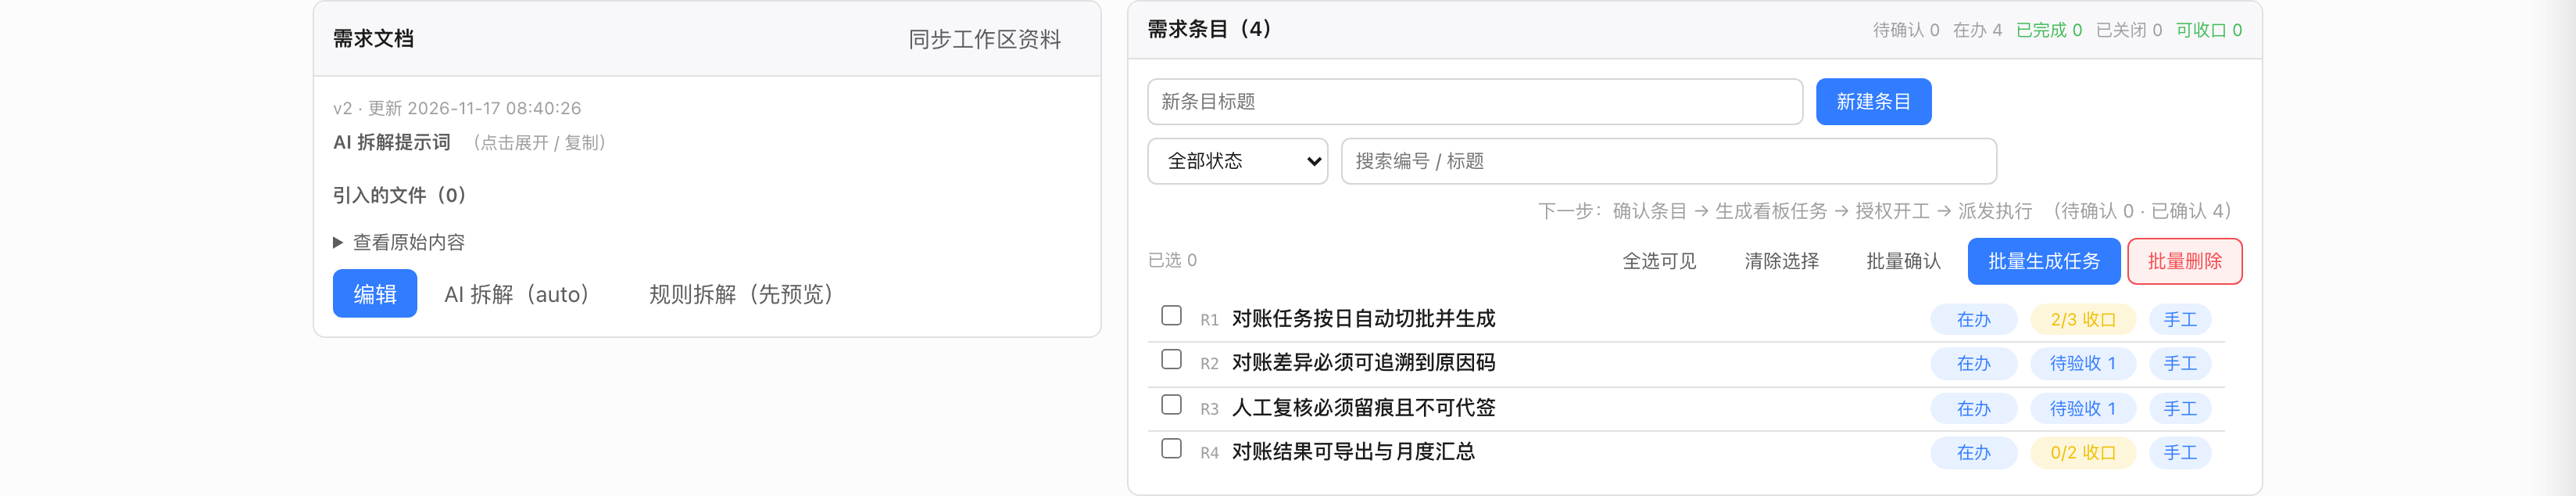 需求文档
同步工作区资料
v2 · 更新 2026-11-17 08:40:26
AI 拆解提示词 （点击展开 / 复制）
引入的文件（0）
▶ 查看原始内容
编辑 AI 拆解（auto） 规则拆解（先预览）
需求条目（4）
待确认 0 在办 4 已完成 0 已关闭 0 可收口 0
新条目标题 新建条目
全部状态 搜索编号 / 标题
下一步：确认条目 → 生成看板任务 → 授权开工 → 派发执行 （待确认 0 · 已确认 4）
已选 0 全选可见 清除选择 批量确认 批量生成任务 批量删除
R1 对账任务按日自动切批并生成 在办 2/3 收口 手工
R2 对账差异必须可追溯到原因码 在办 待验收 1 手工
R3 人工复核必须留痕且不可代签 在办 待验收 1 手工
R4 对账结果可导出与月度汇总 在办 0/2 收口 手工